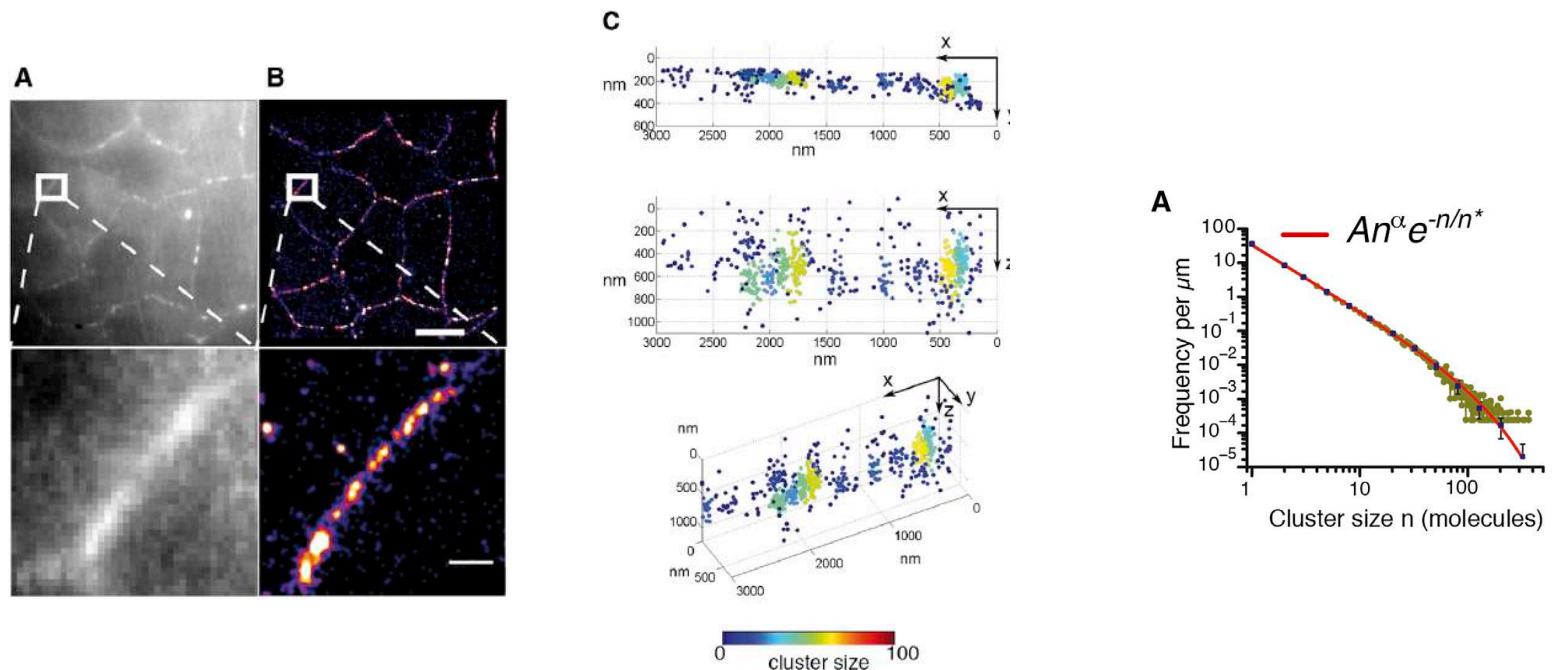 A
B
C
x
0
200
400
600
nm
3000
2500
2000
1500
1000
500
0
nm
x
z
0
200
400
600
800
1000
nm
3000
2500
2000
1500
1000
500
0
nm
x
y
z
nm
0
500
1000
0
nm
500
3000
2000
1000
0
nm
0
100
cluster size
A
Anᵅe⁻ⁿ/ⁿ*
100
10
1
10⁻¹
10⁻²
10⁻³
10⁻⁴
10⁻⁵
Frequency per µm
1
10
100
Cluster size n (molecules)